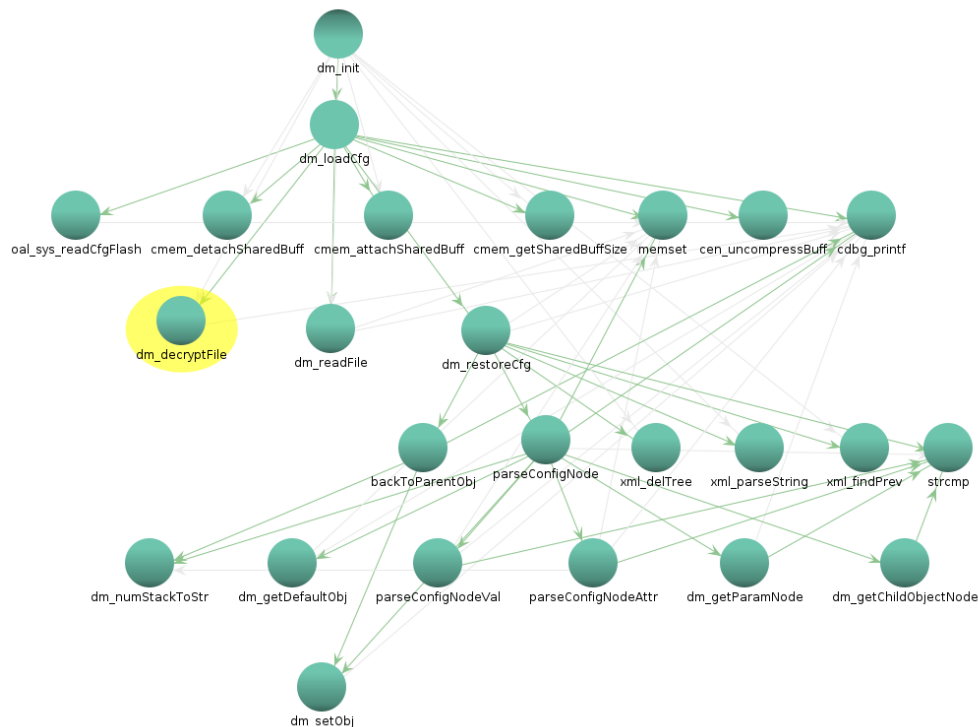 dm_init
dm_loadCfg
oal_sys_readCfgFlash
cmem_detachSharedBuff
cmem_attachSharedBuff
cmem_getSharedBuffSize
memset
cen_uncompressBuff
cdbg_printf
dm_decryptFile
dm_readFile
dm_restoreCfg
backToParentObj
parseConfigNode
xml_delTree
xml_parseString
xml_findPrev
strcmp
dm_numStackToStr
dm_getDefaultObj
parseConfigNodeVal
parseConfigNodeAttr
dm_getParamNode
dm_getChildObjectNode
dm_setObj